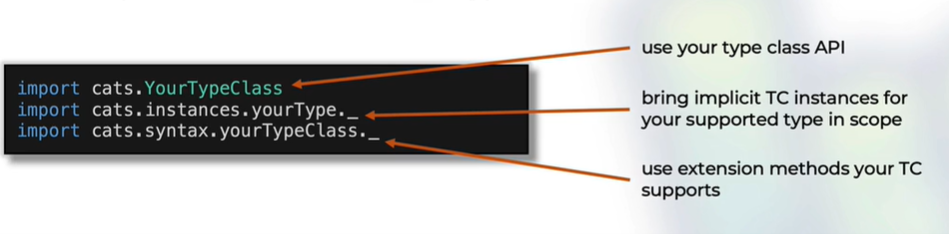 import cats.YourTypeClass
import cats.instances.yourType._
import cats.syntax.yourTypeClass._
use your type class API
bring implicit TC instances for
your supported type in scope
use extension methods your TC
supports